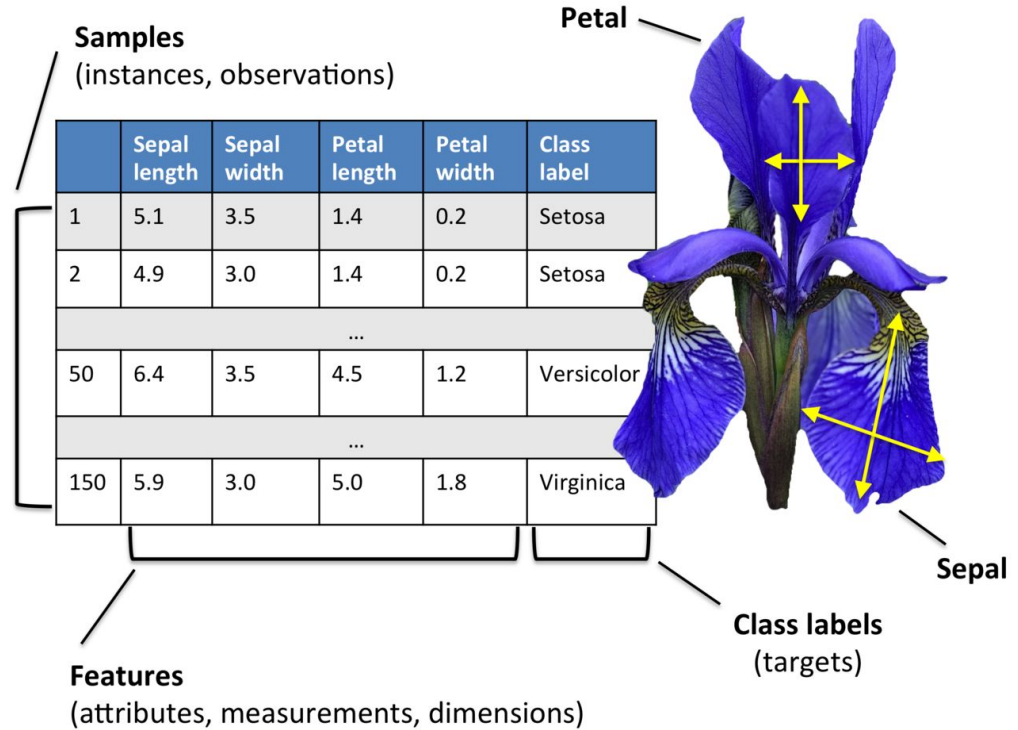 Samples
(instances, observations)
Petal
Sepal length Sepal width Petal length Petal width Class label
1 5.1 3.5 1.4 0.2 Setosa
2 4.9 3.0 1.4 0.2 Setosa
...
50 6.4 3.5 4.5 1.2 Versicolor
...
150 5.9 3.0 5.0 1.8 Virginica
Sepal
Class labels
(targets)
Features
(attributes, measurements, dimensions)